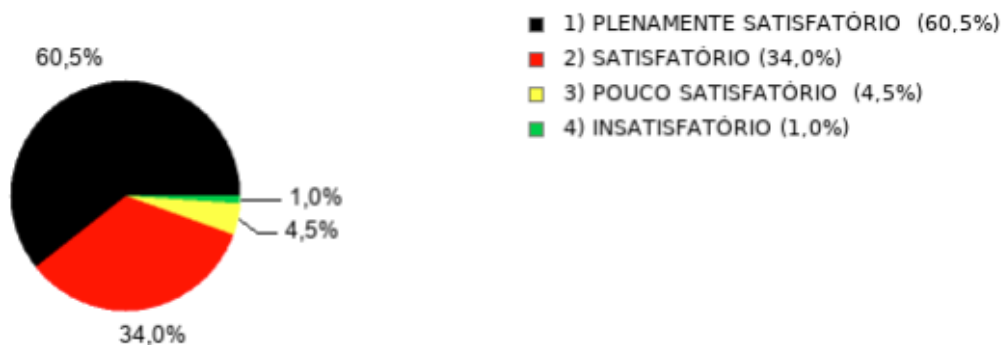 1) PLENAMENTE SATISFATÓRIO (60,5%)
2) SATISFATÓRIO (34,0%)
3) POUCO SATISFATÓRIO (4,5%)
4) INSATISFATÓRIO (1,0%)
60,5%
1,0%
4,5%
34,0%